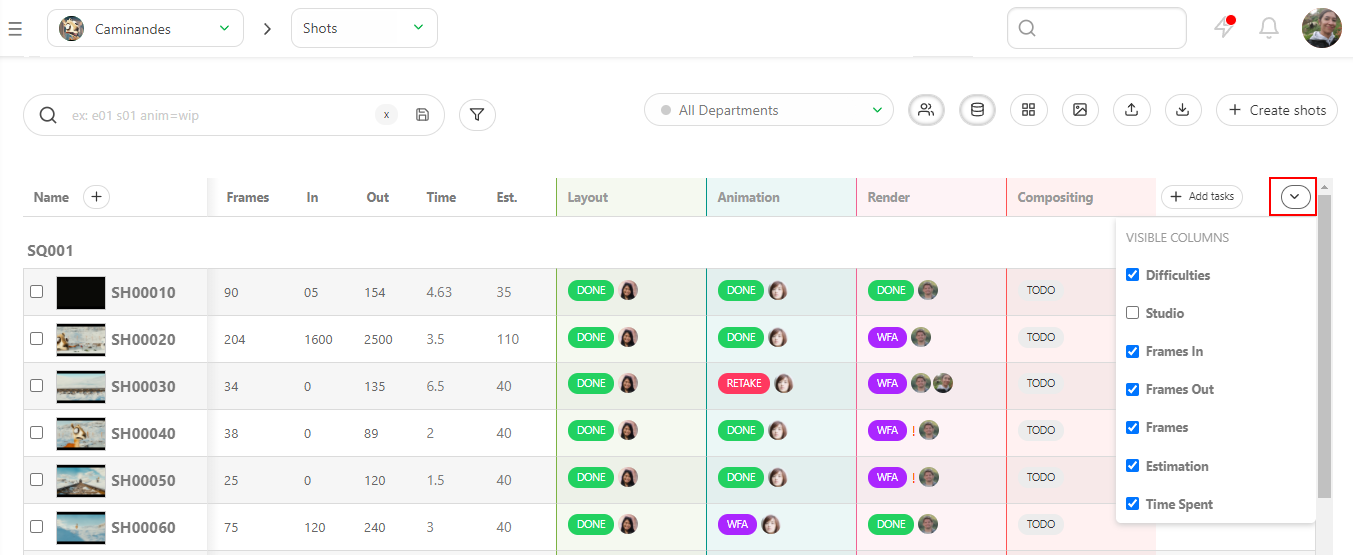 Caminandes
Shots
ex: e01 s01 anim=wip x
All Departments
Create shots
Name Frames In Out Time Est. Layout Animation Render Compositing Add tasks
VISIBLE COLUMNS
SQ001
Difficulties
SH00010 90 05 154 4.63 35 DONE DONE DONE TODO
Studio
SH00020 204 1600 2500 3.5 110 DONE DONE WFA TODO
Frames In
SH00030 34 0 135 6.5 40 DONE RETAKE WFA TODO
Frames Out
SH00040 38 0 89 2 40 DONE DONE WFA ! TODO
Frames
Estimation
SH00050 25 0 120 1.5 40 DONE DONE WFA ! TODO
Time Spent
SH00060 75 120 240 3 40 DONE WFA DONE TODO